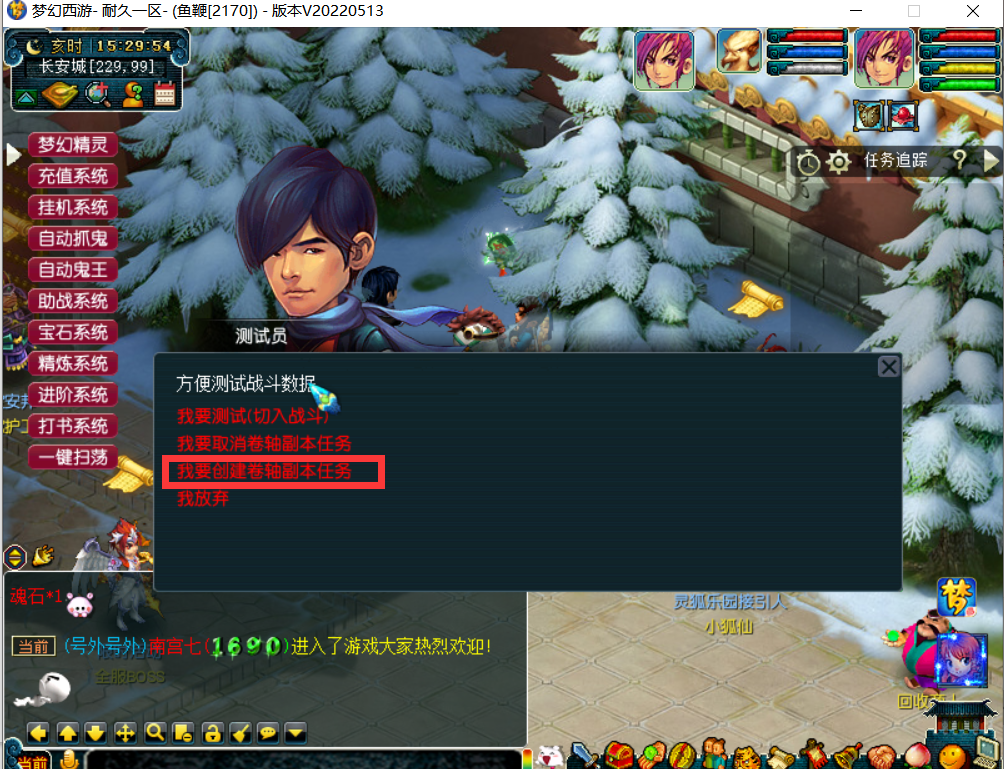 梦幻西游- 耐久一区- (鱼鞭[2170]) - 版本V20220513
亥时 15:29:54
长安城[229,99]
任务追踪 ?
梦幻精灵
充值系统
挂机系统
自动抓鬼
自动鬼王
助战系统
宝石系统
精炼系统
进阶系统
打书系统
一键扫荡
测试员
方便测试战斗数据
我要测试(切入战斗)
我要取消卷轴副本任务
我要创建卷轴副本任务
我放弃
魂石*1
当前 (号外号外)南宫七(1690)进入了游戏大家热烈欢迎!
全服BOSS
灵狐乐园接引人
小狐仙
梦
当前